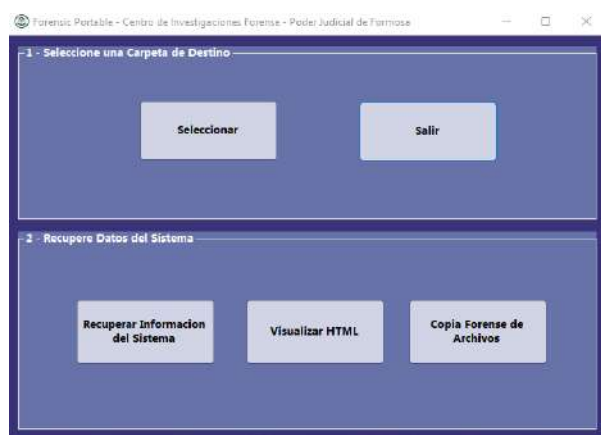 Forensic Portable - Centro de Investigaciones Forense - Poder Judicial de Formosa
1 - Seleccione una Carpeta de Destino
Seleccionar
Salir
2 - Recupere Datos del Sistema
Recuperar Informacion
del Sistema
Visualizar HTML
Copia Forense de
Archivos